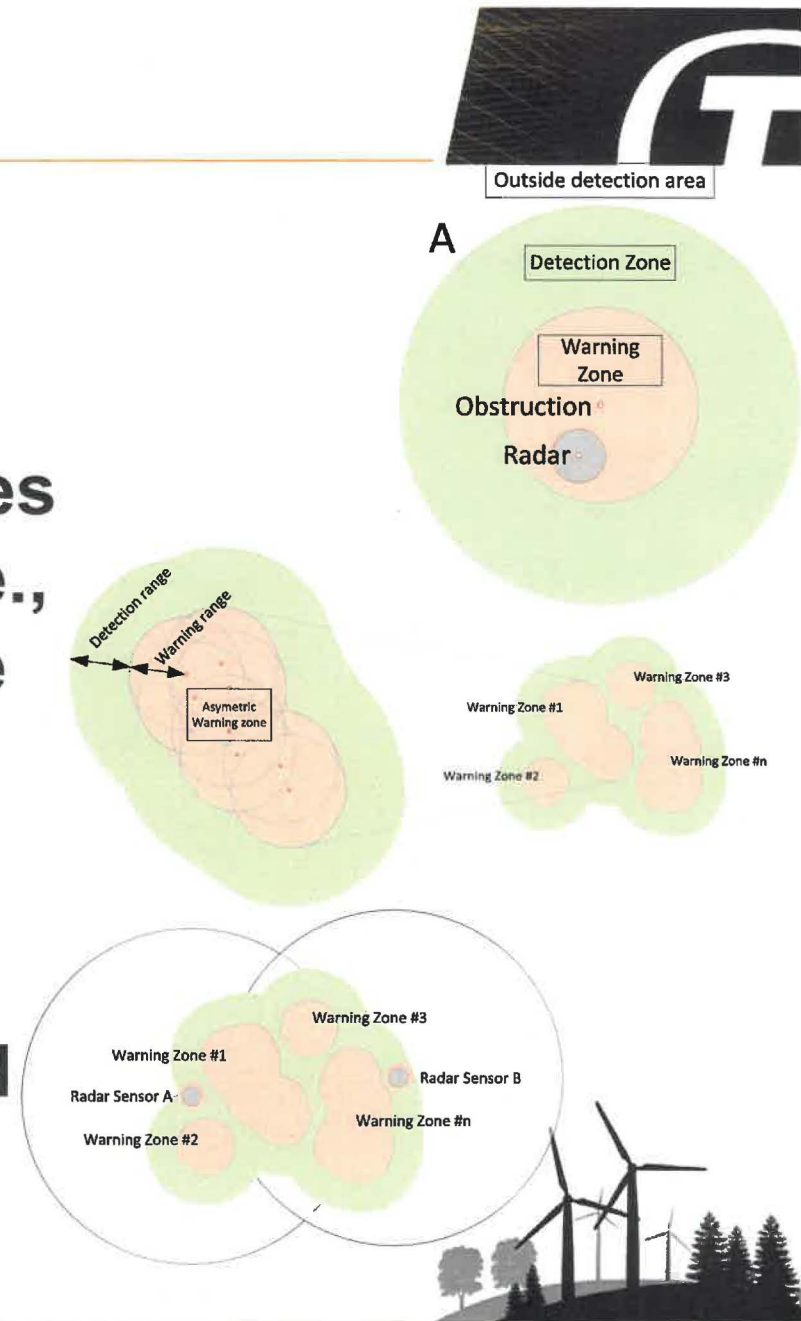 Outside detection area
A
Detection Zone
Warning
Zone
Obstruction
Radar
es
e.,
e
Detection range
Warning range
Asymetric
Warning zone
Warning Zone #3
Warning Zone #1
Warning Zone #2
Warning Zone #n
Warning Zone #3
Warning Zone #1
Radar Sensor A
Radar Sensor B
Warning Zone #n
Warning Zone #2